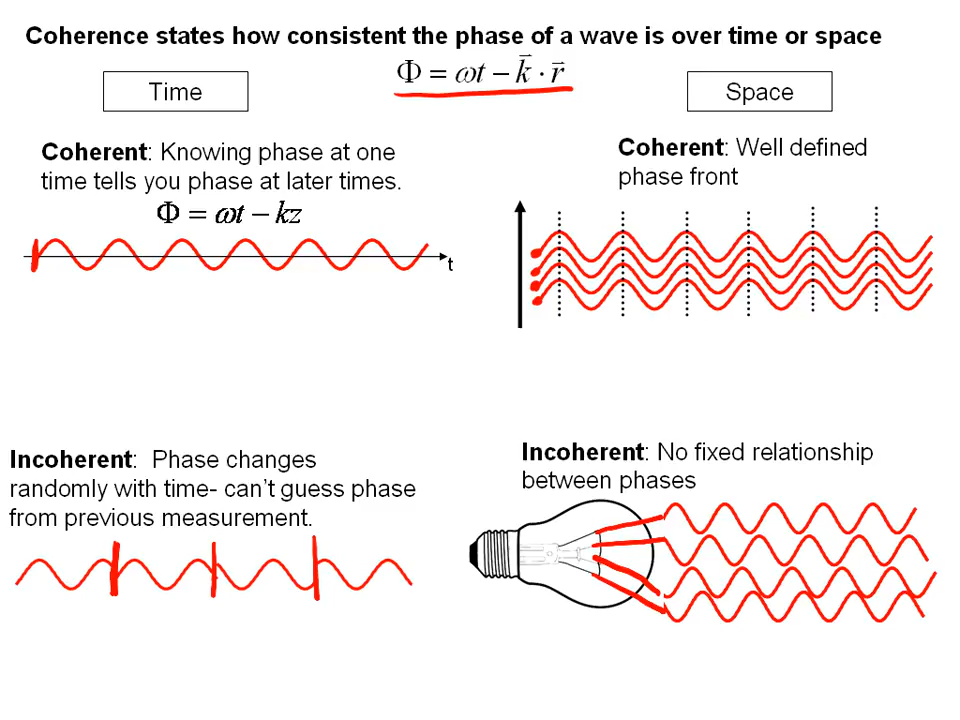 Coherence states how consistent the phase of a wave is over time or space
Φ = ωt − k⃗ · r⃗
Time
Space
Coherent: Knowing phase at one
time tells you phase at later times.
Φ = ωt − kz
t
Coherent: Well defined
phase front
Incoherent: Phase changes
randomly with time- can't guess phase
from previous measurement.
Incoherent: No fixed relationship
between phases